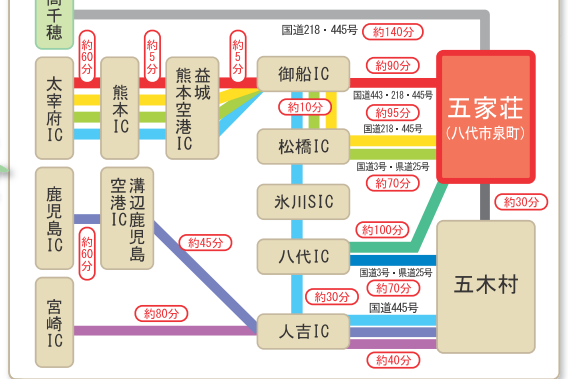 高千穂
国道218・445号
約140分
約60分
約5分
約5分
御船IC
約90分
国道443・218・445号
太宰府IC
熊本IC
益城
熊本空港IC
約10分
約95分
国道218・445号
五家荘
(八代市泉町)
松橋IC
国道3号・県道25号
約70分
氷川SIC
鹿児島IC
溝辺鹿児島
空港IC
約60分
約45分
約100分
約30分
八代IC
国道3号・県道25号
約70分
五木村
約30分
国道445号
宮崎IC
約80分
人吉IC
約40分